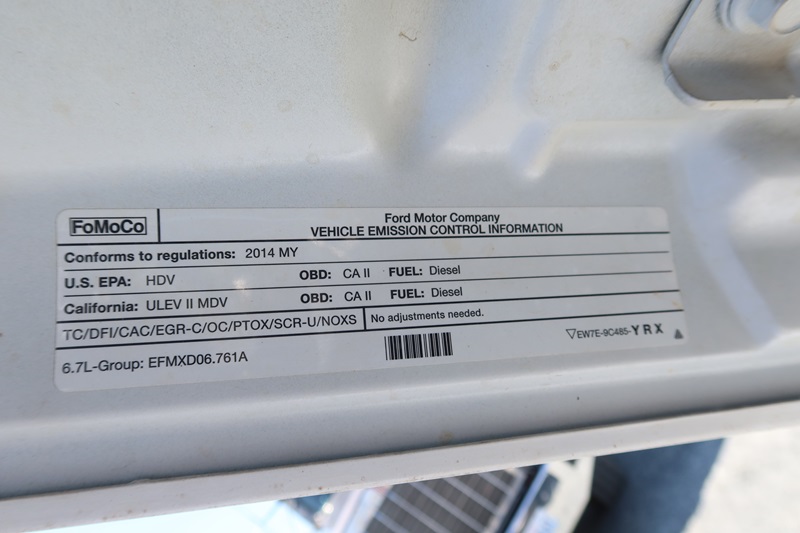 FoMoCo
Ford Motor Company
VEHICLE EMISSION CONTROL INFORMATION
Conforms to regulations: 2014 MY
U.S. EPA: HDV OBD: CA II FUEL: Diesel
California: ULEV II MDV OBD: CA II FUEL: Diesel
TC/DFI/CAC/EGR-C/OC/PTOX/SCR-U/NOXS No adjustments needed.
6.7L-Group: EFMXD06.761A EW7E-9C485-YRX